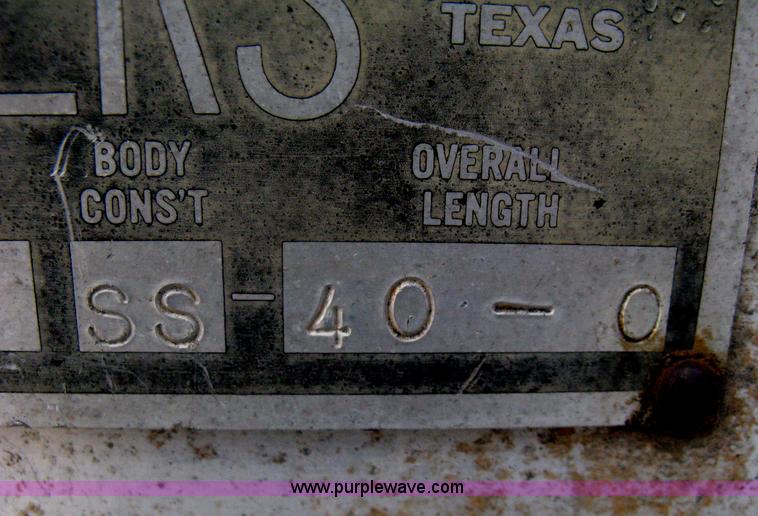 TEXAS
BODY
CONS'T
OVERALL
LENGTH
SS - 40 - 0
www.purplewave.com